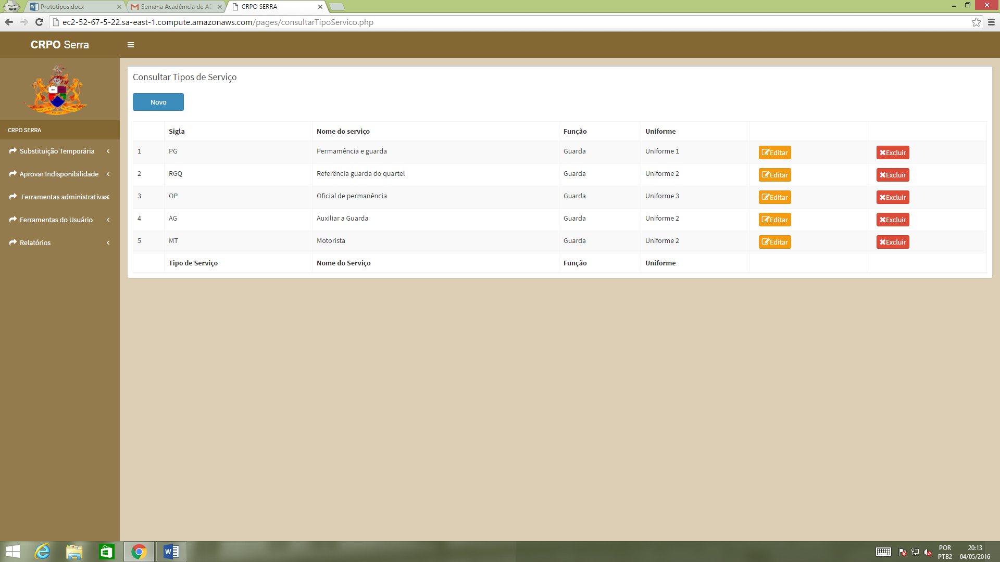 Prototipos.docx
Semana Acadêmcia de AD
CRPO SERRA
ec2-52-67-5-22.sa-east-1.compute.amazonaws.com/pages/consultarTipoServico.php
CRPO Serra
CRPO SERRA
Substituição Temporária
Aprovar Indisponibilidade
Ferramentas administrativas
Ferramentas do Usuário
Relatórios
Consultar Tipos de Serviço
Novo
Sigla Nome do serviço Função Uniforme
1 PG Permamência e guarda Guarda Uniforme 1 Editar Excluir
2 RGQ Referência guarda do quartel Guarda Uniforme 2 Editar Excluir
3 OP Oficial de permanência Guarda Uniforme 3 Editar Excluir
4 AG Auxiliar a Guarda Guarda Uniforme 2 Editar Excluir
5 MT Motorista Guarda Uniforme 2 Editar Excluir
Tipo de Serviço Nome do Serviço Função Uniforme
POR 20:13
PTB2 04/05/2016